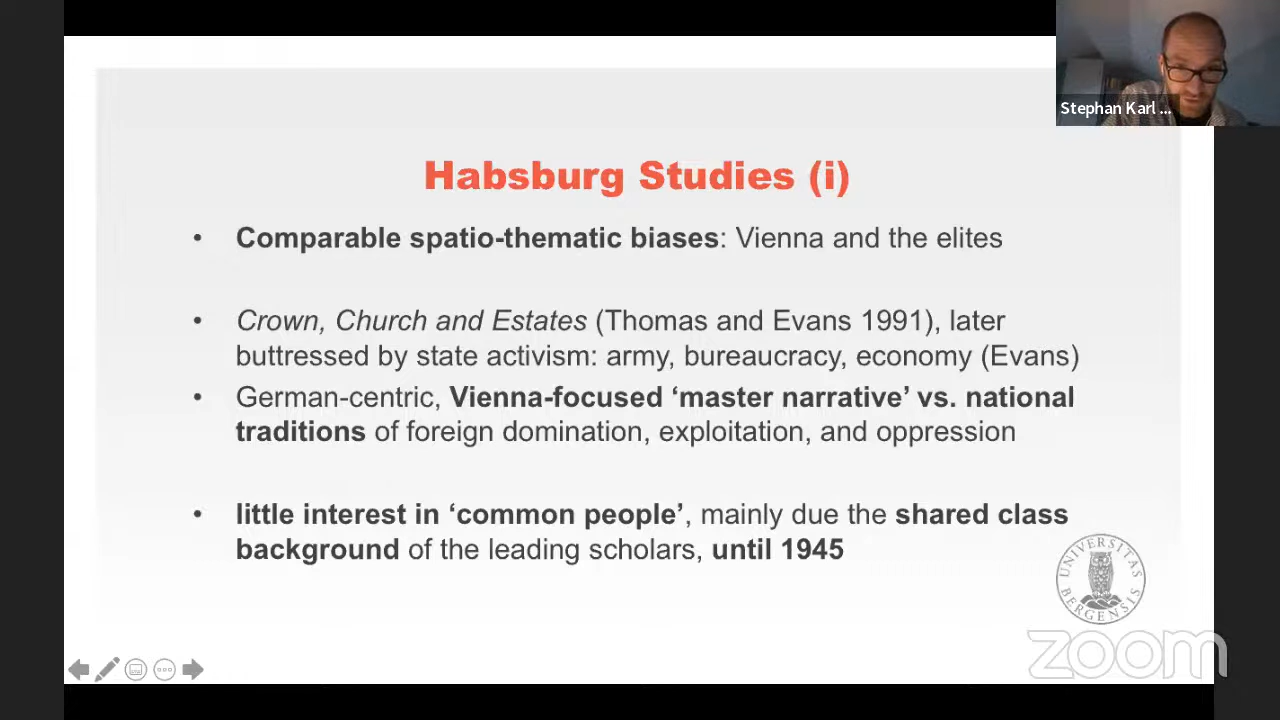 Stephan Karl ...
Habsburg Studies (i)
• Comparable spatio-thematic biases: Vienna and the elites
• Crown, Church and Estates (Thomas and Evans 1991), later
buttressed by state activism: army, bureaucracy, economy (Evans)
• German-centric, Vienna-focused ‘master narrative’ vs. national
traditions of foreign domination, exploitation, and oppression
• little interest in ‘common people’, mainly due the shared class
background of the leading scholars, until 1945
UNIVERSITAS
BERGENSIS
zoom